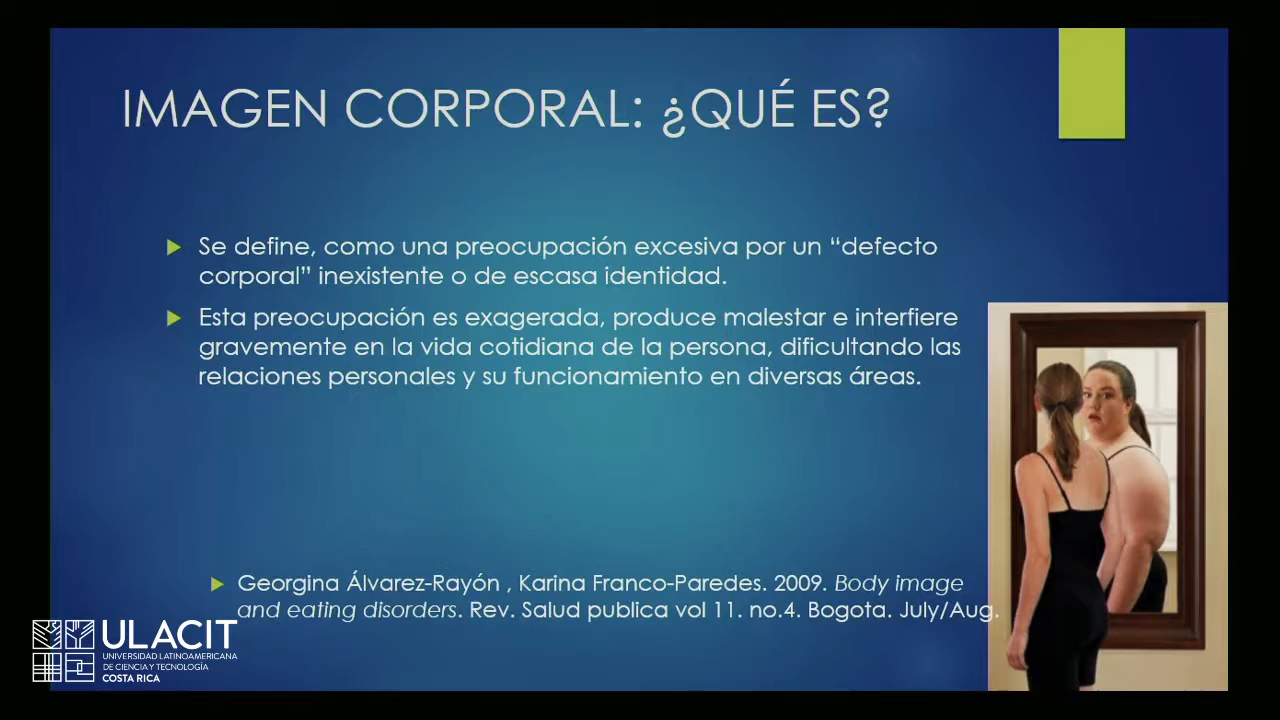 IMAGEN CORPORAL: ¿QUÉ ES?
Se define, como una preocupación excesiva por un “defecto
corporal” inexistente o de escasa identidad.
Esta preocupación es exagerada, produce malestar e interfiere
gravemente en la vida cotidiana de la persona, dificultando las
relaciones personales y su funcionamiento en diversas áreas.
Georgina Álvarez-Rayón , Karina Franco-Paredes. 2009. Body image
and eating disorders. Rev. Salud publica vol 11. no.4. Bogota. July/Aug.
ULACIT
UNIVERSIDAD LATINOAMERICANA
DE CIENCIA Y TECNOLOGÍA
COSTA RICA